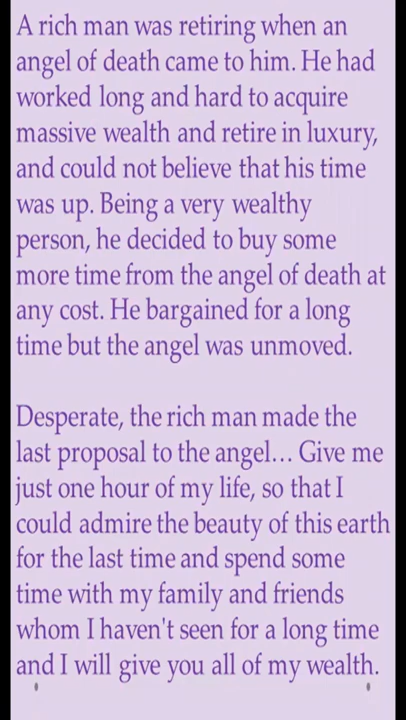 A rich man was retiring when an
angel of death came to him. He had
worked long and hard to acquire
massive wealth and retire in luxury,
and could not believe that his time
was up. Being a very wealthy
person, he decided to buy some
more time from the angel of death at
any cost. He bargained for a long
time but the angel was unmoved.
Desperate, the rich man made the
last proposal to the angel... Give me
just one hour of my life, so that I
could admire the beauty of this earth
for the last time and spend some
time with my family and friends
whom I haven't seen for a long time
and I will give you all of my wealth.